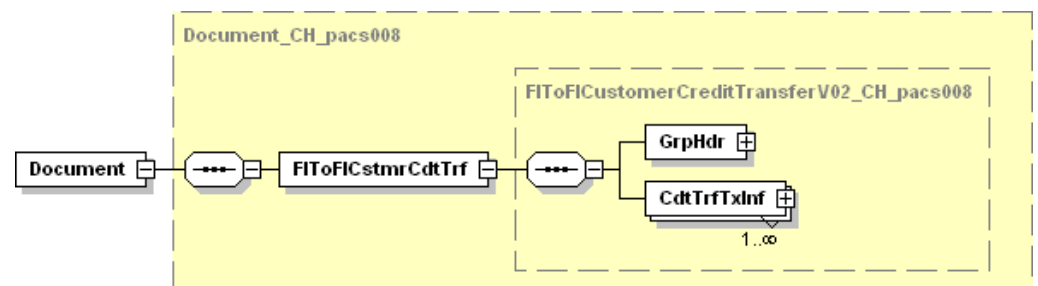 Document_CH_pacs008
FIToFICustomerCreditTransferV02_CH_pacs008
Document
FIToFICstmrCdtTrf
GrpHdr
CdtTrfTxInf
1..∞